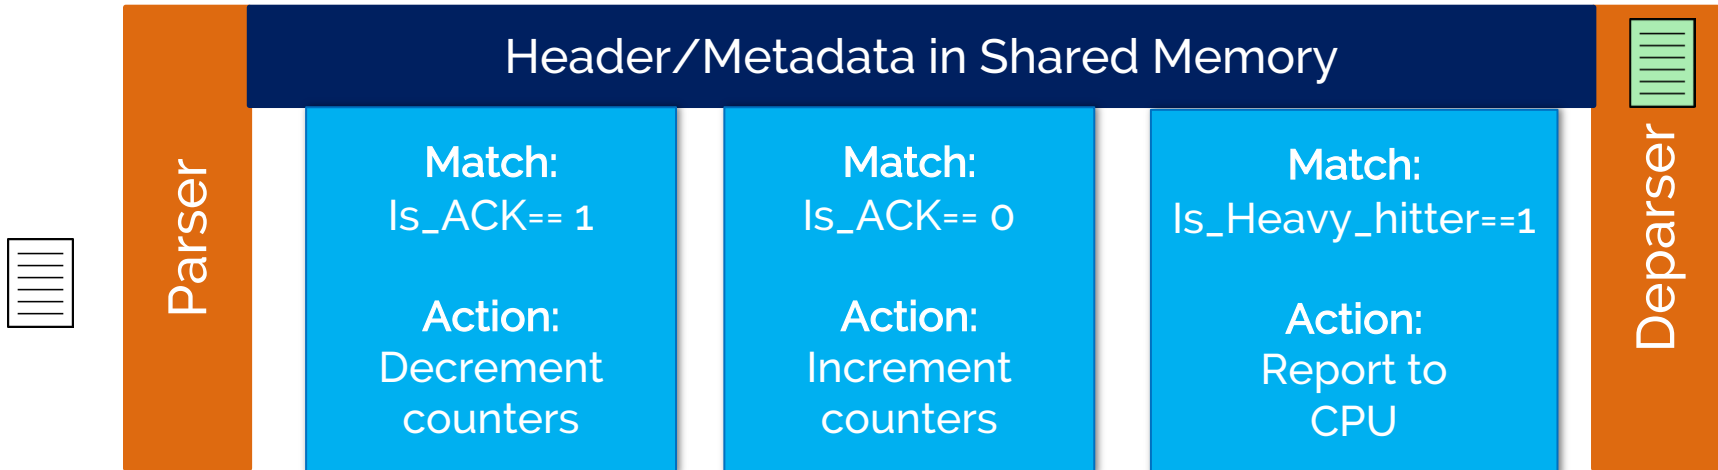 Header/Metadata in Shared Memory
Parser
Match:
Is_ACK== 1
Action:
Decrement
counters
Match:
Is_ACK== 0
Action:
Increment
counters
Match:
Is_Heavy_hitter==1
Action:
Report to
CPU
Deparser